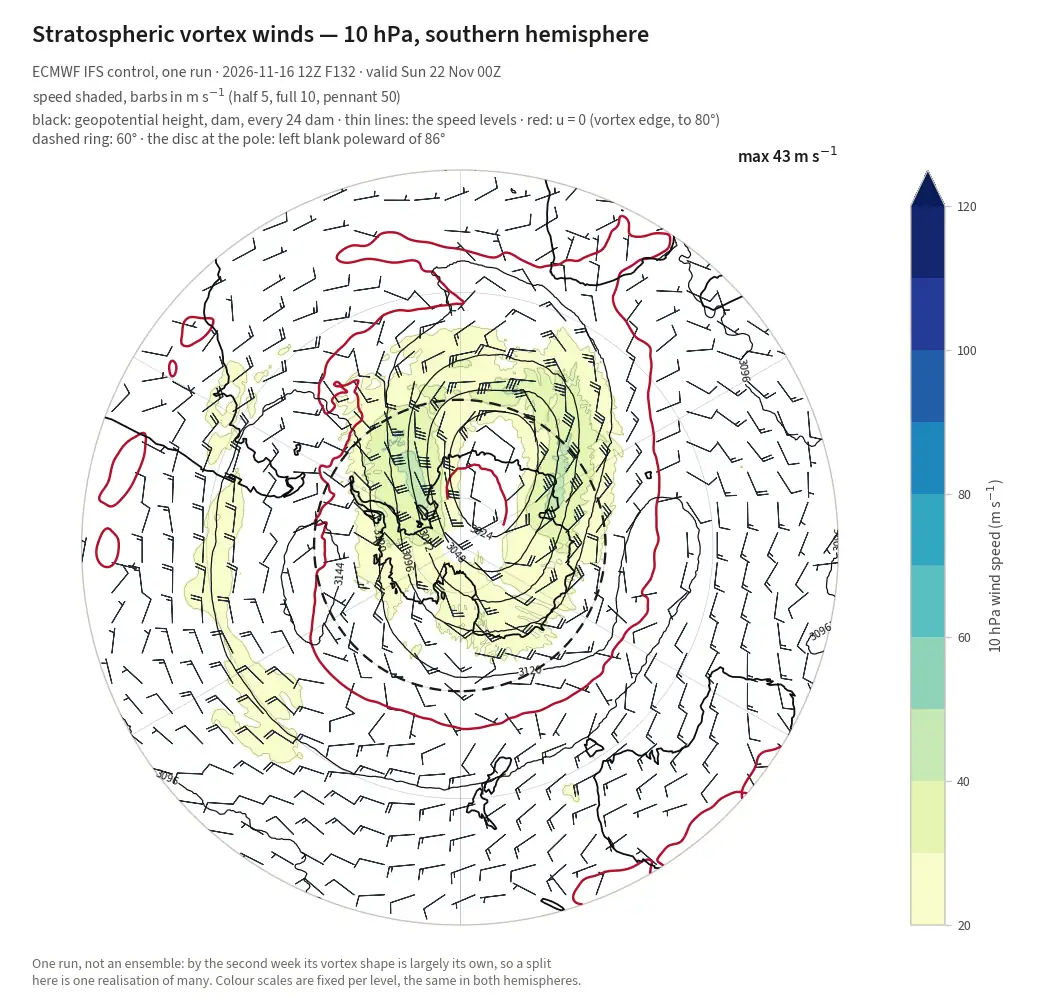 Stratospheric vortex winds — 10 hPa, southern hemisphere
ECMWF IFS control, one run · 2026-11-16 12Z F132 · valid Sun 22 Nov 00Z
speed shaded, barbs in m s⁻¹ (half 5, full 10, pennant 50)
black: geopotential height, dam, every 24 dam · thin lines: the speed levels · red: u = 0 (vortex edge, to 80°)
dashed ring: 60° · the disc at the pole: left blank poleward of 86°
max 43 m s⁻¹
120
100
80
60
40
20
10 hPa wind speed (m s⁻¹)
3096
3024
3048
3096
3144
3120
3096
3096
One run, not an ensemble: by the second week its vortex shape is largely its own, so a split
here is one realisation of many. Colour scales are fixed per level, the same in both hemispheres.